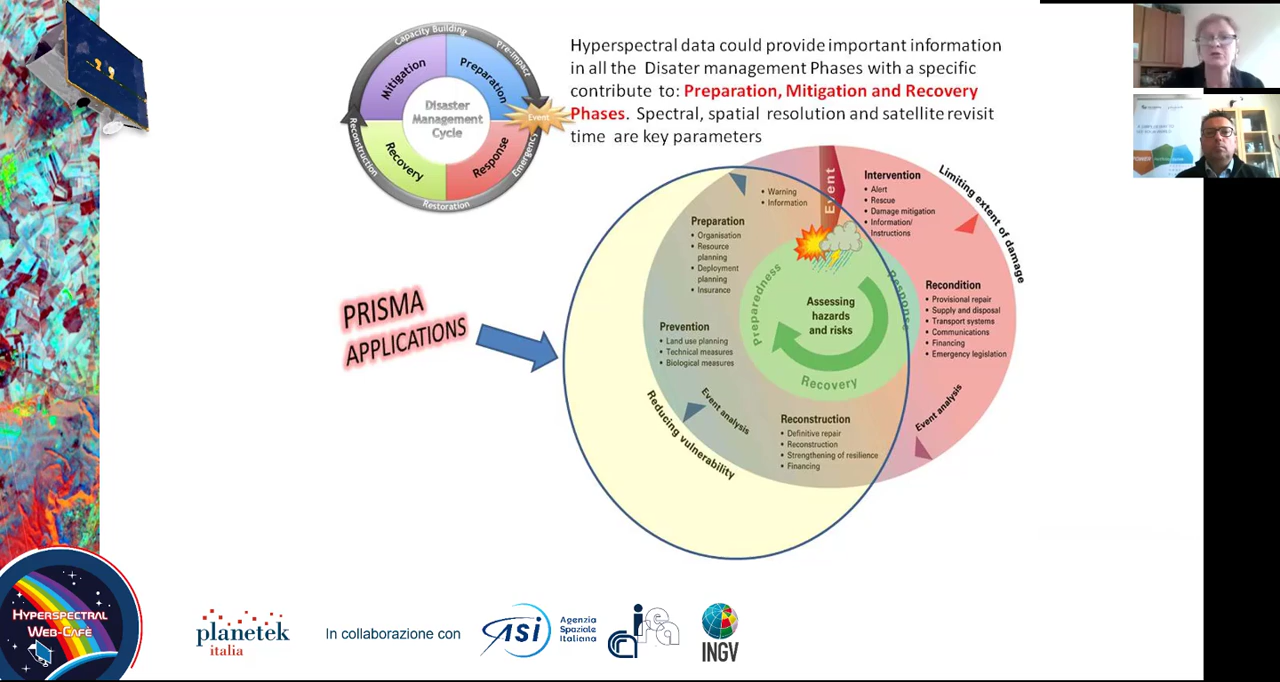 Hyperspectral data could provide important information
in all the Disater management Phases with a specific
contribute to: Preparation, Mitigation and Recovery
Phases. Spectral, spatial resolution and satellite revisit
time are key parameters
Capacity Building
Pre-impact
Mitigation
Preparation
Disaster
Management
Cycle
Event
Reconstruction
Emergency
Recovery
Response
Restoration
PRISMA
APPLICATIONS
• Warning
• Information
Event
Intervention
• Alert
• Rescue
• Damage mitigation
• Information/
Instructions
Limiting extent of damage
Preparation
• Organisation
• Resource
planning
• Deployment
planning
• Insurance
Preparedness
Assessing
hazards
and risks
Response
Recovery
Recondition
• Provisional repair
• Supply and disposal
• Transport systems
• Communications
• Financing
• Emergency legislation
Prevention
• Land use planning
• Technical measures
• Biological measures
Event analysis
Reducing vulnerability
Reconstruction
• Definitive repair
• Reconstruction
• Strengthening of resilience
• Financing
Event analysis
HYPERSPECTRAL
WEB-CAFÈ
planetek
italia
In collaborazione con
ASI
Agenzia
Spaziale
Italiana
irea
INGV